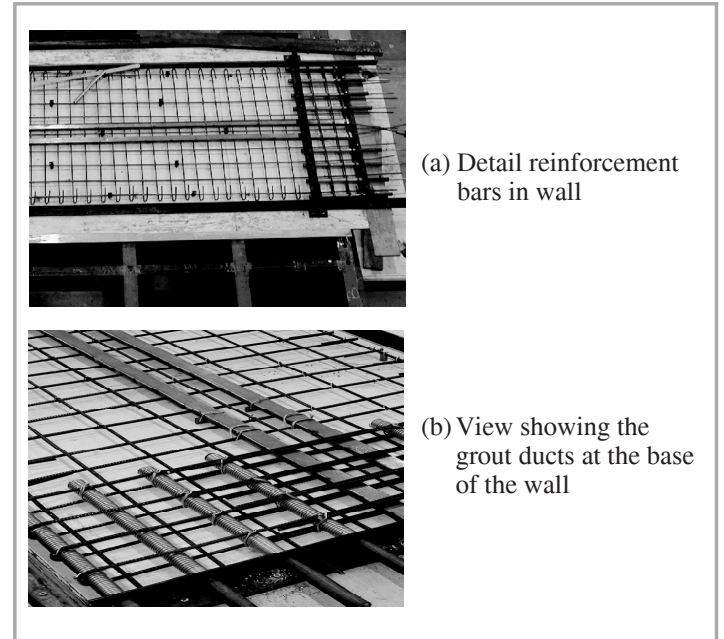 (a) Detail reinforcement
bars in wall
(b) View showing the
grout ducts at the base
of the wall